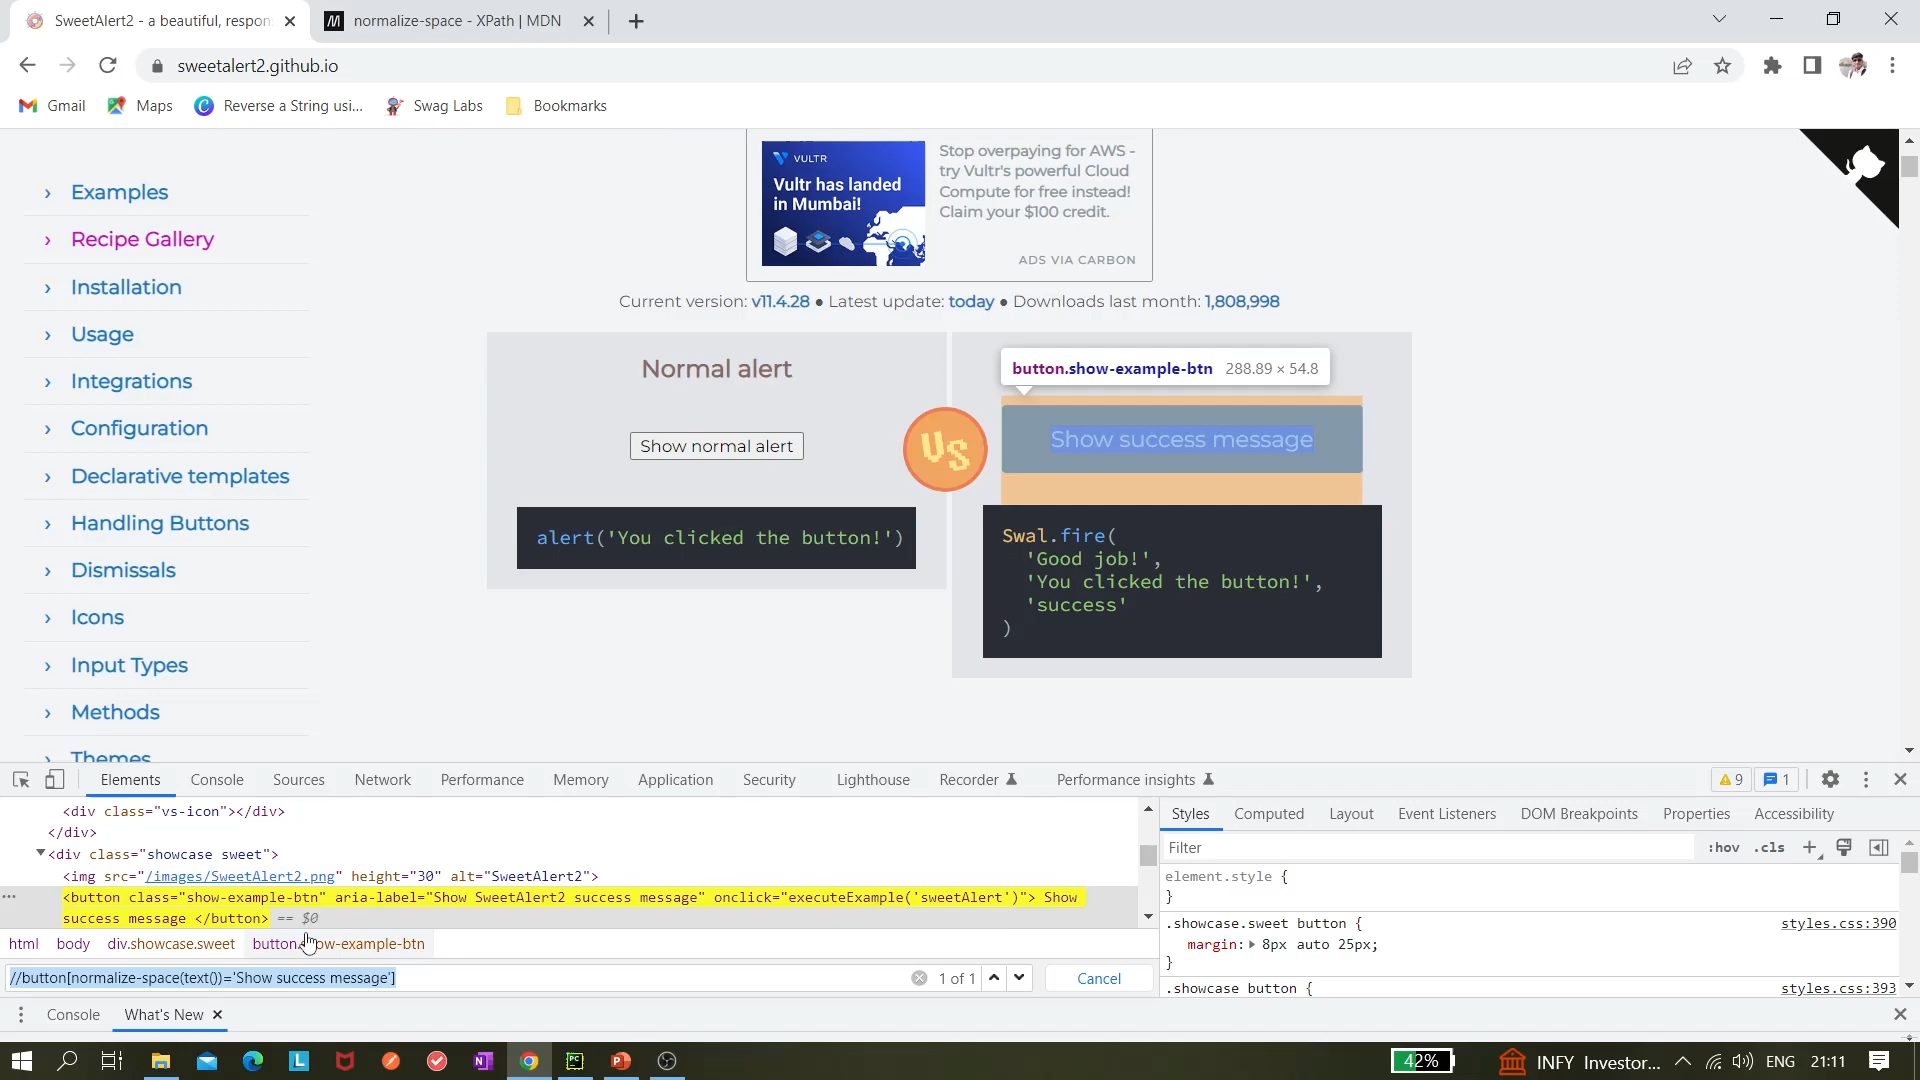 SweetAlert2 - a beautiful, respon
normalize-space - XPath | MDN
sweetalert2.github.io
Gmail
Maps
Reverse a String usi...
Swag Labs
Bookmarks
› Examples
› Recipe Gallery
› Installation
› Usage
› Integrations
› Configuration
› Declarative templates
› Handling Buttons
› Dismissals
› Icons
› Input Types
› Methods
› Themes
VULTR
Vultr has landed
in Mumbai!
Stop overpaying for AWS -
try Vultr's powerful Cloud
Compute for free instead!
Claim your $100 credit.
ADS VIA CARBON
Current version: v11.4.28 ● Latest update: today ● Downloads last month: 1,808,998
Normal alert
Show normal alert
alert('You clicked the button!')
VS
button.show-example-btn 288.89 × 54.8
Show success message
Swal.fire(
'Good job!',
'You clicked the button!',
'success'
)
Elements
Console
Sources
Network
Performance
Memory
Application
Security
Lighthouse
Recorder
Performance insights
9
1
<div class="vs-icon"></div>
</div>
<div class="showcase sweet">
<img src="/images/SweetAlert2.png" height="30" alt="SweetAlert2">
<button class="show-example-btn" aria-label="Show SweetAlert2 success message" onclick="executeExample('sweetAlert')"> Show
success message </button> == $0
html
body
div.showcase.sweet
button.show-example-btn
//button[normalize-space(text())='Show success message']
1 of 1
Cancel
Styles
Computed
Layout
Event Listeners
DOM Breakpoints
Properties
Accessibility
Filter
:hov
.cls
element.style {
}
.showcase.sweet button {
styles.css:390
margin: 8px auto 25px;
}
.showcase button {
styles.css:393
Console
What's New
42%
INFY Investor...
ENG
21:11